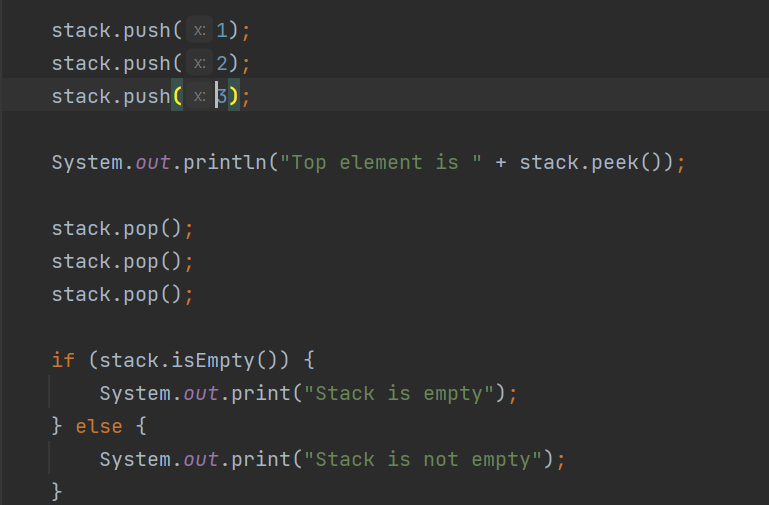 stack.push( x: 1);
stack.push( x: 2);
stack.push( x: 3);
System.out.println("Top element is " + stack.peek());
stack.pop();
stack.pop();
stack.pop();
if (stack.isEmpty()) {
    System.out.print("Stack is empty");
} else {
    System.out.print("Stack is not empty");
}